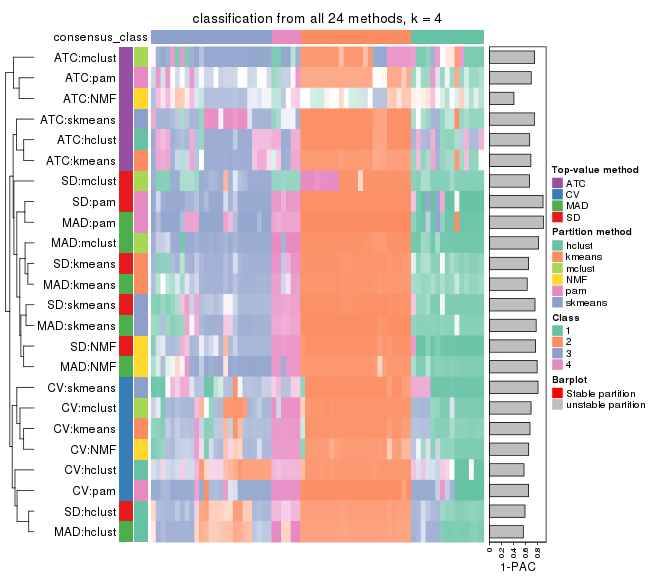 classification from all 24 methods, k = 4
consensus_class
ATC:mclust
ATC:pam
ATC:NMF
ATC:skmeans
ATC:hclust
ATC:kmeans
SD:mclust
SD:pam
MAD:pam
MAD:mclust
SD:kmeans
MAD:kmeans
SD:skmeans
MAD:skmeans
SD:NMF
MAD:NMF
CV:skmeans
CV:mclust
CV:kmeans
CV:NMF
CV:hclust
CV:pam
SD:hclust
MAD:hclust
0
0.2
0.4
0.6
0.8
1-PAC
Top-value method
ATC
CV
MAD
SD
Partition method
hclust
kmeans
mclust
NMF
pam
skmeans
Class
1
2
3
4
Barplot
Stable partition
unstable partition